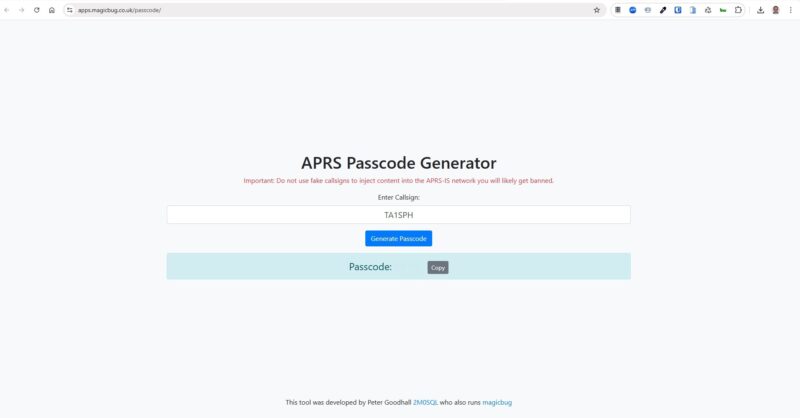 apps.magicbug.co.uk/passcode/
APRS Passcode Generator
Important: Do not use fake callsigns to inject content into the APRS-IS network you will likely get banned.
Enter Callsign:
TA1SPH
Generate Passcode
Passcode:
Copy
This tool was developed by Peter Goodhall 2M0SQL who also runs magicbug